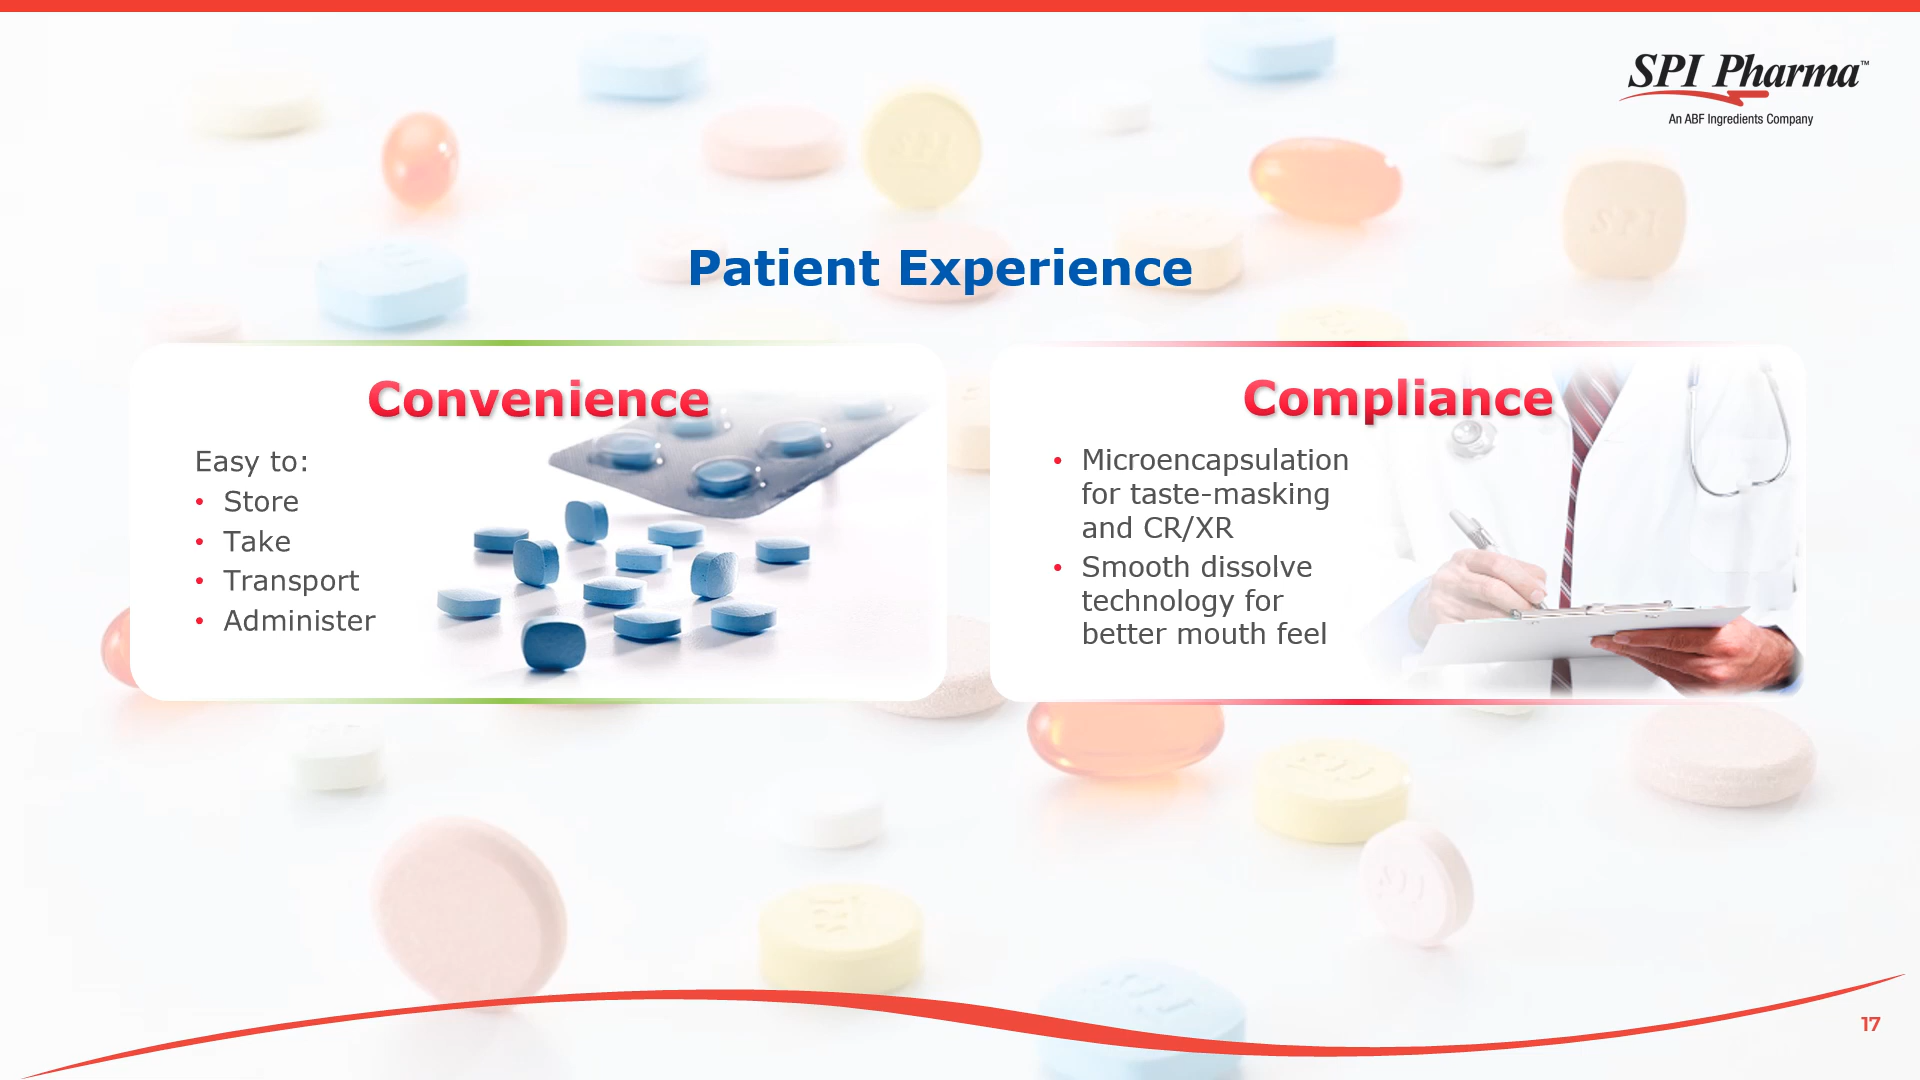 SPI Pharma™
An ABF Ingredients Company
SPI
Patient Experience
Convenience
Easy to:
• Store
• Take
• Transport
• Administer
Compliance
• Microencapsulation
for taste-masking
and CR/XR
• Smooth dissolve
technology for
better mouth feel
17